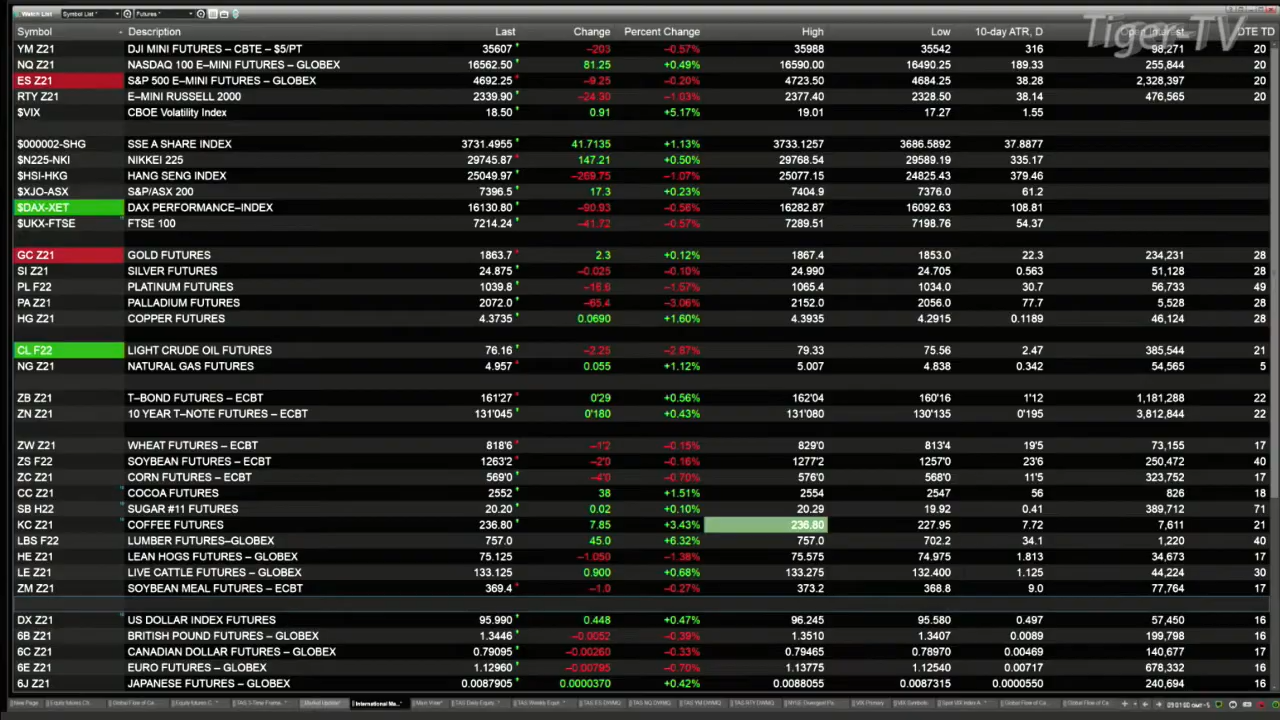 Watch List Symbol List Futures
Tiger TV
Symbol Description Last Change Percent Change High Low 10-day ATR, D Open Interest DTE TD
YM Z21 DJI MINI FUTURES – CBTE – $5/PT 35607 –203 –0.57% 35988 35542 316 98,271 20
NQ Z21 NASDAQ 100 E–MINI FUTURES – GLOBEX 16562.50 81.25 +0.49% 16590.00 16490.25 189.33 255,844 20
ES Z21 S&P 500 E–MINI FUTURES – GLOBEX 4692.25 –9.25 –0.20% 4723.50 4684.25 38.23 2,328,397 20
RTY Z21 E–MINI RUSSELL 2000 2339.90 –24.30 –1.03% 2377.40 2328.50 38.14 476,565 20
$VIX CBOE Volatility Index 18.50 0.91 +5.17% 19.01 17.27 1.55
$000002-SHG SSE A SHARE INDEX 3731.4955 41.7135 +1.13% 3733.1257 3686.5892 37.8877
$N225-NKI NIKKEI 225 29745.87 147.21 +0.50% 29768.54 29589.19 335.17
$HSI-HKG HANG SENG INDEX 25049.97 –269.75 –1.07% 25077.15 24825.43 379.46
$XJO-ASX S&P/ASX 200 7396.5 17.3 +0.23% 7404.9 7376.0 61.2
$DAX-XET DAX PERFORMANCE–INDEX 16130.80 –90.93 –0.56% 16282.87 16092.63 108.81
$UKX-FTSE FTSE 100 7214.24 –41.72 –0.57% 7289.51 7198.76 54.37
GC Z21 GOLD FUTURES 1863.7 2.3 +0.12% 1867.4 1853.0 22.3 234,231 28
SI Z21 SILVER FUTURES 24.875 –0.025 –0.10% 24.990 24.705 0.563 51,128 28
PL F22 PLATINUM FUTURES 1039.8 –16.6 –1.57% 1065.4 1034.0 30.7 56,733 49
PA Z21 PALLADIUM FUTURES 2072.0 –65.4 –3.06% 2152.0 2056.0 77.7 5,528 28
HG Z21 COPPER FUTURES 4.3735 0.0690 +1.60% 4.3935 4.2915 0.1189 46,124 28
CL F22 LIGHT CRUDE OIL FUTURES 76.16 –2.25 –2.87% 79.33 75.56 2.47 385,544 21
NG Z21 NATURAL GAS FUTURES 4.957 0.055 +1.12% 5.007 4.838 0.342 54,565 5
ZB Z21 T–BOND FUTURES – ECBT 161'27 0'29 +0.56% 162'04 160'16 1'12 1,181,288 22
ZN Z21 10 YEAR T–NOTE FUTURES – ECBT 131'045 0'180 +0.43% 131'080 130'135 0'195 3,812,844 22
ZW Z21 WHEAT FUTURES – ECBT 818'6 –1'2 –0.15% 829'0 813'4 19'5 73,155 17
ZS F22 SOYBEAN FUTURES – ECBT 1263'2 –2'0 –0.16% 1277'2 1257'0 23'6 250,472 40
ZC Z21 CORN FUTURES – ECBT 569'0 –4'0 –0.70% 576'0 568'0 11'5 323,752 17
CC Z21 COCOA FUTURES 2552 38 +1.51% 2554 2547 56 826 18
SB H22 SUGAR #11 FUTURES 20.20 0.02 +0.10% 20.29 19.92 0.41 389,712 71
KC Z21 COFFEE FUTURES 236.80 7.85 +3.43% 236.80 227.95 7.72 7,611 21
LBS F22 LUMBER FUTURES–GLOBEX 757.0 45.0 +6.32% 757.0 702.2 34.1 1,220 40
HE Z21 LEAN HOGS FUTURES – GLOBEX 75.125 –1.050 –1.38% 75.575 74.975 1.813 34,673 17
LE Z21 LIVE CATTLE FUTURES – GLOBEX 133.125 0.900 +0.68% 133.275 132.400 1.125 44,224 30
ZM Z21 SOYBEAN MEAL FUTURES – ECBT 369.4 –1.0 –0.27% 373.2 368.8 9.0 77,764 17
DX Z21 US DOLLAR INDEX FUTURES 95.990 0.448 +0.47% 96.245 95.580 0.497 57,450 16
6B Z21 BRITISH POUND FUTURES – GLOBEX 1.3446 –0.0052 –0.39% 1.3510 1.3407 0.0089 199,798 16
6C Z21 CANADIAN DOLLAR FUTURES – GLOBEX 0.79095 –0.00260 –0.33% 0.79465 0.78970 0.00469 140,677 17
6E Z21 EURO FUTURES – GLOBEX 1.12960 –0.00795 –0.70% 1.13775 1.12540 0.00717 678,332 16
6J Z21 JAPANESE FUTURES – GLOBEX 0.0087905 0.0000370 +0.42% 0.0088055 0.0087315 0.0000550 240,694 16
New Page Market Update International Ma... Main View VIX Primary VIX Symbols